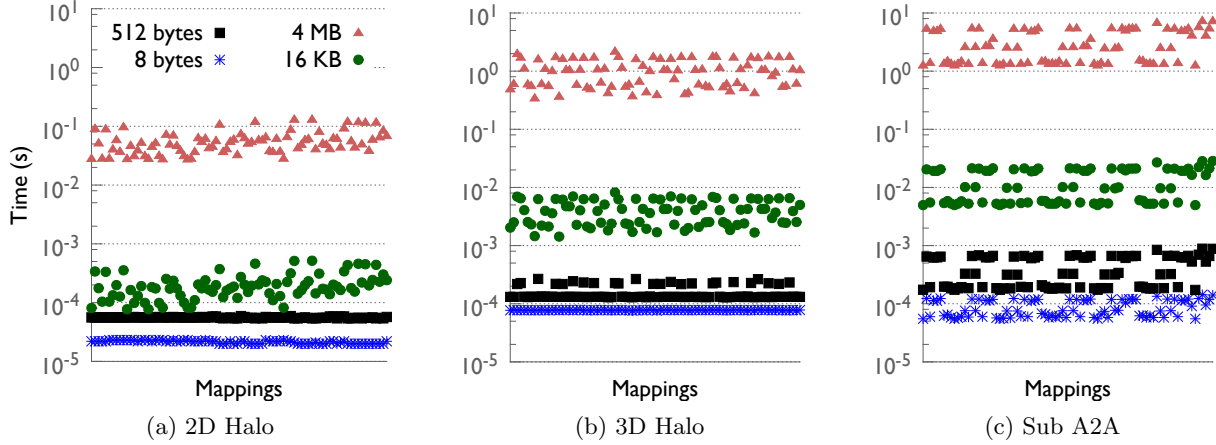 512 bytes 4 MB
8 bytes 16 KB
Time (s)
10^1
10^0
10^-1
10^-2
10^-3
10^-4
10^-5
Mappings
(a) 2D Halo
10^1
10^0
10^-1
10^-2
10^-3
10^-4
10^-5
Mappings
(b) 3D Halo
10^1
10^0
10^-1
10^-2
10^-3
10^-4
10^-5
Mappings
(c) Sub A2A